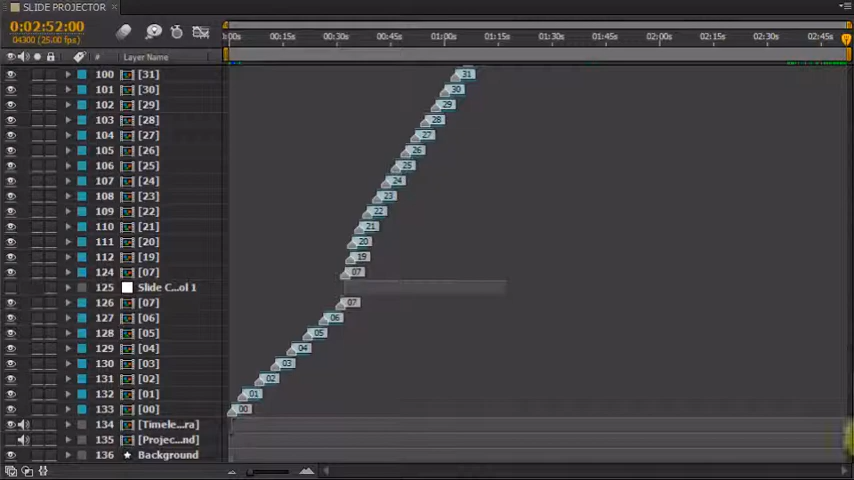 SLIDE PROJECTOR ×
0:02:52:00
04300 (25.00 fps)
:00s 00:15s 00:30s 00:45s 01:00s 01:15s 01:30s 01:45s 02:00s 02:15s 02:30s 02:45s
# Layer Name
100 [31] 31
101 [30] 30
102 [29] 29
103 [28] 28
104 [27] 27
105 [26] 26
106 [25] 25
107 [24] 24
108 [23] 23
109 [22] 22
110 [21] 21
111 [20] 20
112 [19] 19
124 [07] 07
125 Slide C...ol 1
126 [07] 07
127 [06] 06
128 [05] 05
129 [04] 04
130 [03] 03
131 [02] 02
132 [01] 01
133 [00] 00
134 [Timele...ra]
135 [Projec...nd]
136 Background